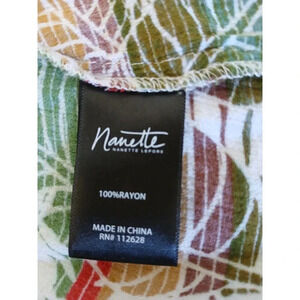 Nanette
NANETTE LEPORE
100%RAYON
MADE IN CHINA
RN# 112628